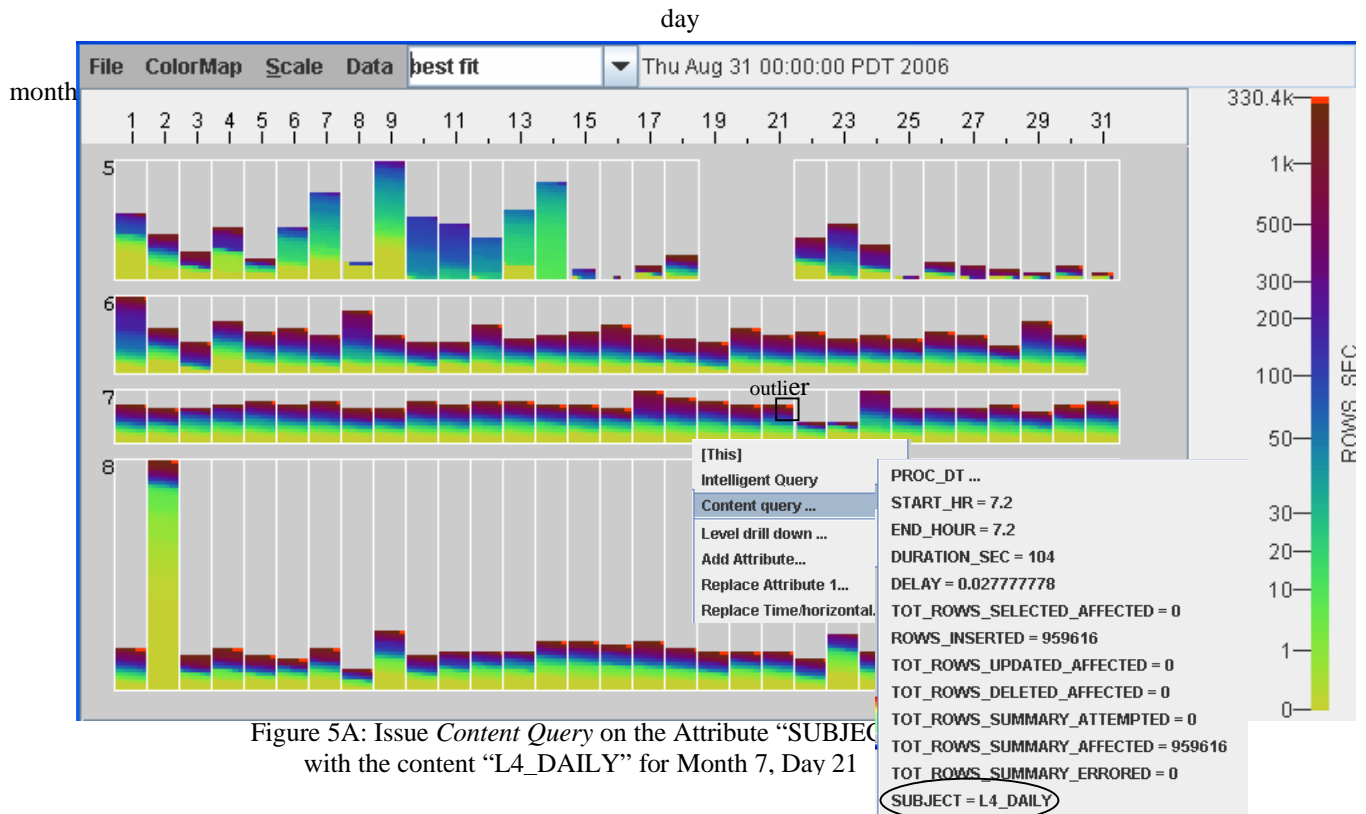 day
File ColorMap Scale Data best fit Thu Aug 31 00:00:00 PDT 2006
month
1 2 3 4 5 6 7 8 9 11 13 15 17 19 21 23 25 27 29 31
330.4k
1k
500
300
200
100
50
30
20
10
1
0
ROWS_SEC
5
6
7
8
outlier
[This]
Intelligent Query
Content query ...
Level drill down ...
Add Attribute...
Replace Attribute 1...
Replace Time/horizontal.
PROC_DT ...
START_HR = 7.2
END_HOUR = 7.2
DURATION_SEC = 104
DELAY = 0.027777778
TOT_ROWS_SELECTED_AFFECTED = 0
ROWS_INSERTED = 959616
TOT_ROWS_UPDATED_AFFECTED = 0
TOT_ROWS_DELETED_AFFECTED = 0
TOT_ROWS_SUMMARY_ATTEMPTED = 0
TOT_ROWS_SUMMARY_AFFECTED = 959616
TOT_ROWS_SUMMARY_ERRORED = 0
SUBJECT = L4_DAILY
Figure 5A: Issue Content Query on the Attribute “SUBJEC
with the content “L4_DAILY” for Month 7, Day 21